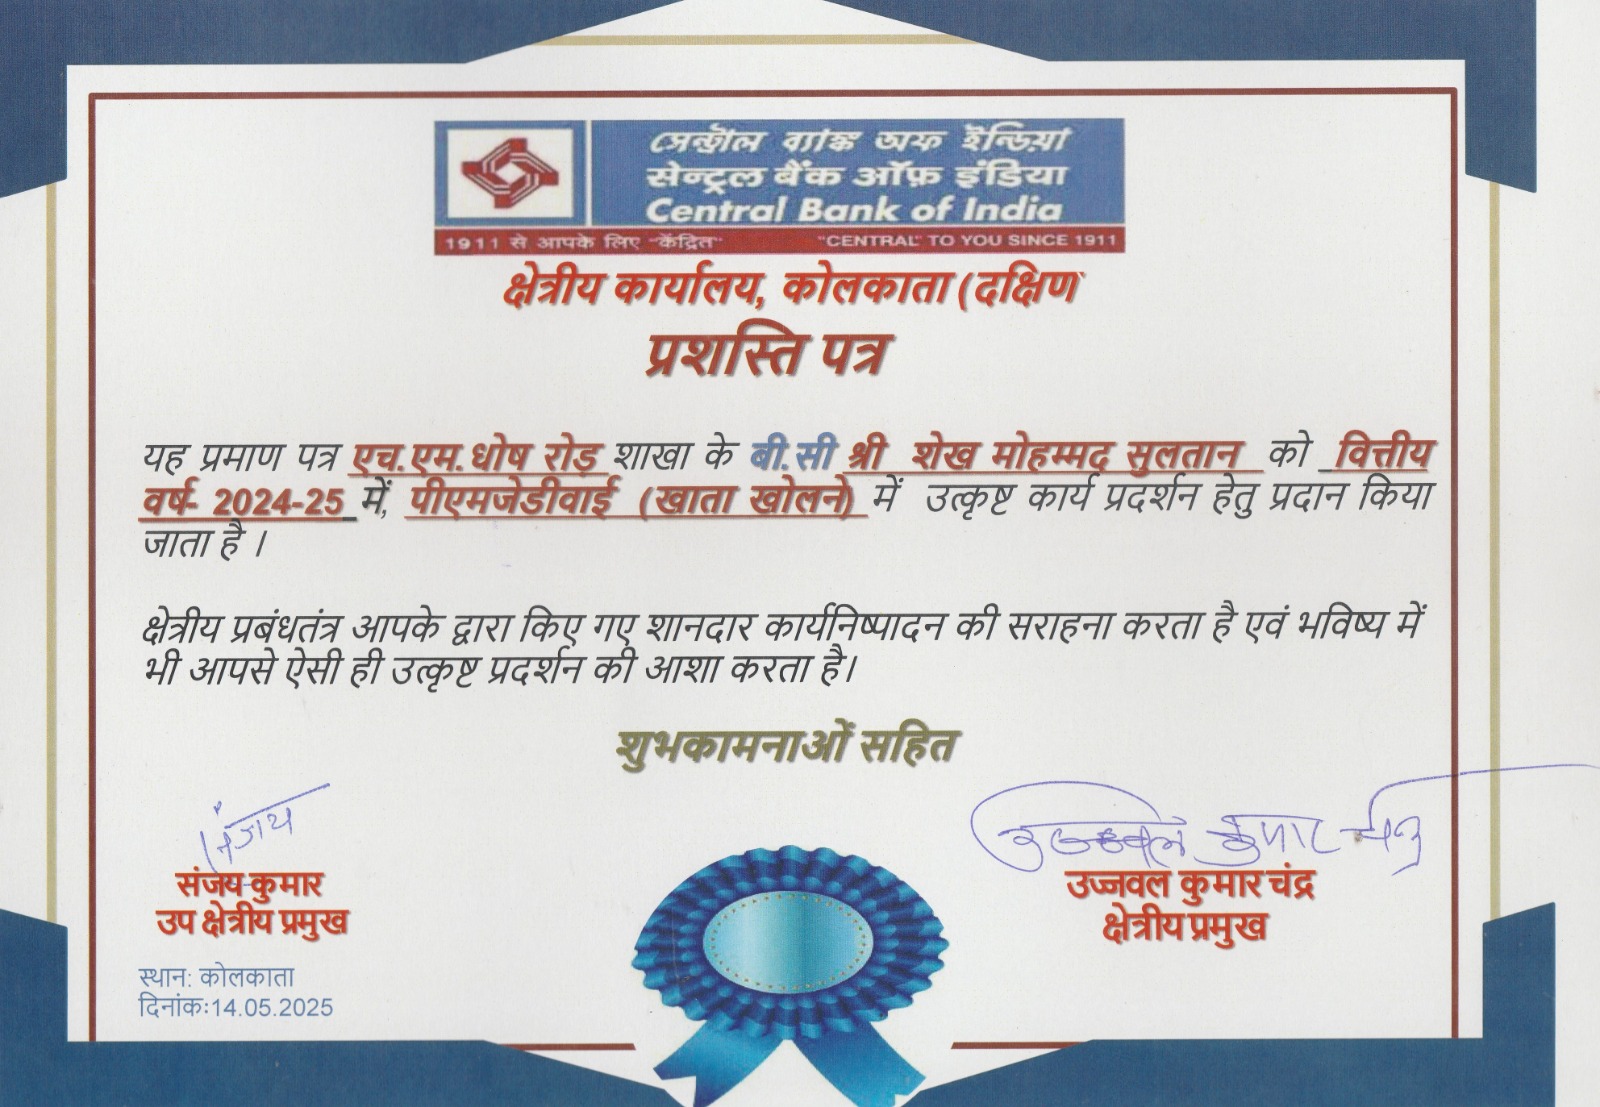 সেন্ট্রাল ব্যাঙ্ক অফ ইন্ডিয়া
सेन्ट्रल बैंक ऑफ़ इंडिया
Central Bank of India
1911 से आपके लिए "केंद्रित" "CENTRAL" TO YOU SINCE 1911
क्षेत्रीय कार्यालय, कोलकाता (दक्षिण
प्रशस्ति पत्र
यह प्रमाण पत्र एच.एम.धोष रोड़ शाखा के बी.सी श्री शेख मोहम्मद सुलतान को वित्तीय
वर्ष- 2024-25 में, पीएमजेडीवाई (खाता खोलने) में उत्कृष्ट कार्य प्रदर्शन हेतु प्रदान किया
जाता है ।
क्षेत्रीय प्रबंधतंत्र आपके द्वारा किए गए शानदार कार्यनिष्पादन की सराहना करता है एवं भविष्य में
भी आपसे ऐसी ही उत्कृष्ट प्रदर्शन की आशा करता है।
शुभकामनाओं सहित
संजय
उज्जवल कुमार चंद्र
संजय कुमार
उप क्षेत्रीय प्रमुख
उज्जवल कुमार चंद्र
क्षेत्रीय प्रमुख
स्थान: कोलकाता
दिनांक:14.05.2025